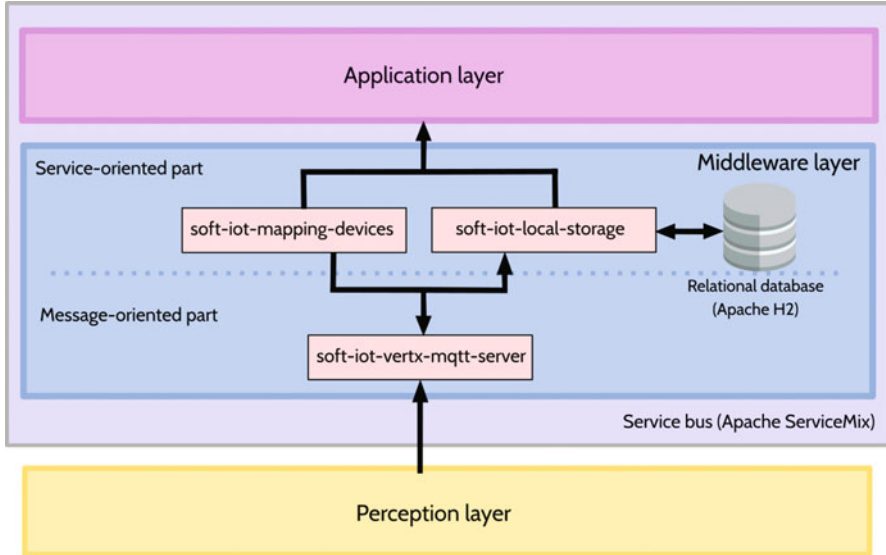 Application layer
Service-oriented part
Middleware layer
soft-iot-mapping-devices
soft-iot-local-storage
Relational database
(Apache H2)
Message-oriented part
soft-iot-vertx-mqtt-server
Service bus (Apache ServiceMix)
Perception layer